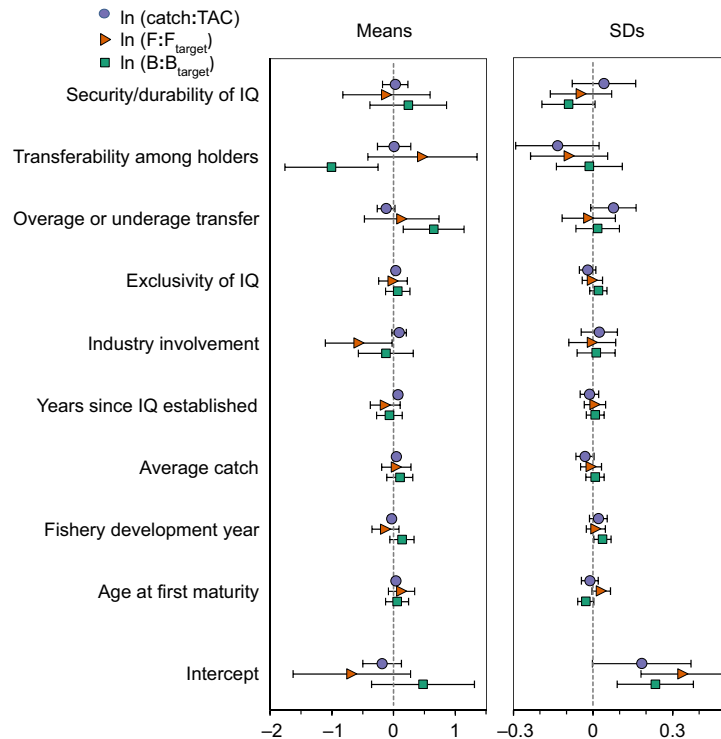 ln (catch:TAC)
ln (F:Ftarget)
ln (B:Btarget)
Means
SDs
Security/durability of IQ
Transferability among holders
Overage or underage transfer
Exclusivity of IQ
Industry involvement
Years since IQ established
Average catch
Fishery development year
Age at first maturity
Intercept
−2 −1 0 1 −0.3 0 0.3